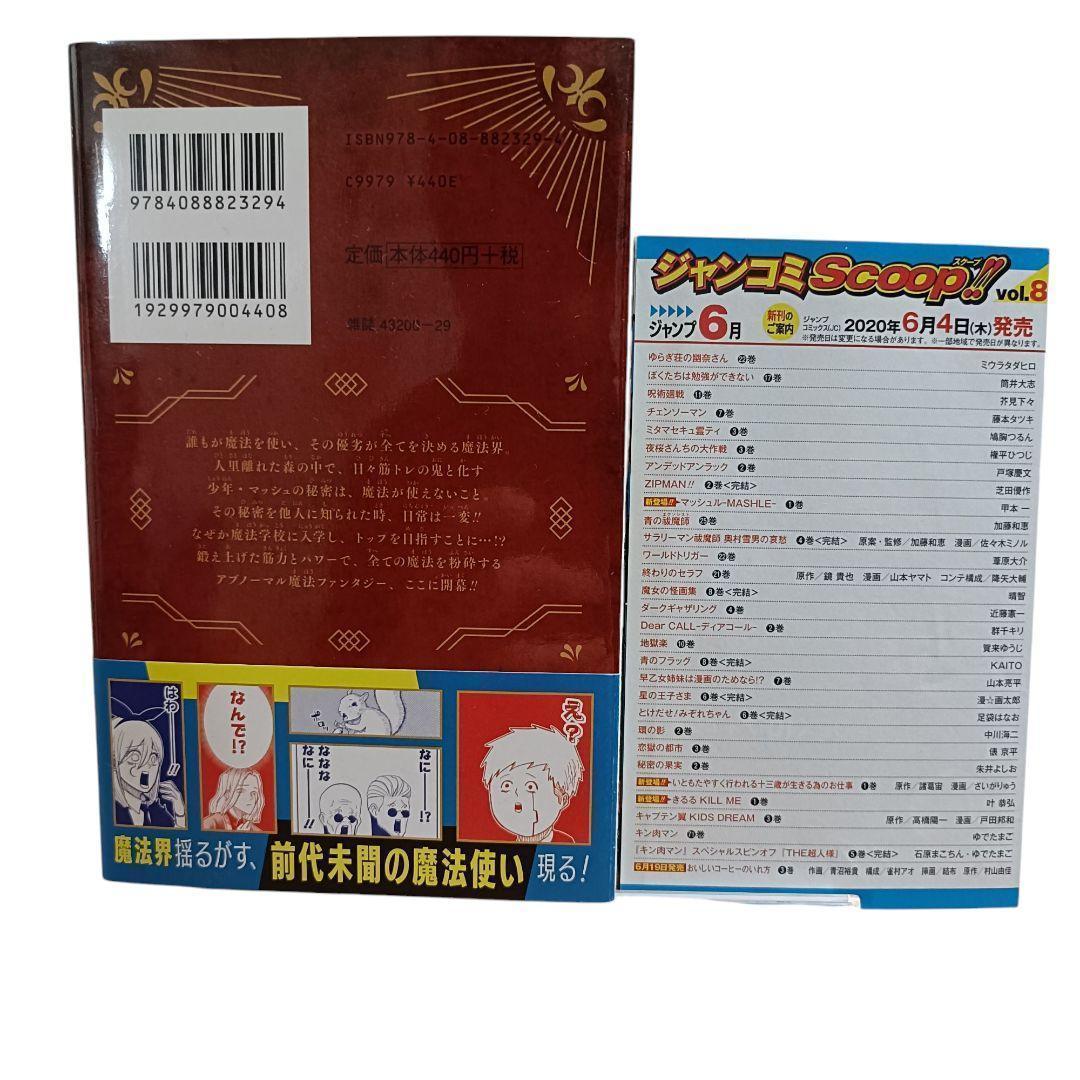 9784088823294
1929979004408
ISBN978-4-08-882329-4
C9979 ¥440E
定価 本体440円+税
雑誌 43200-29
誰もが魔法を使い、その優劣が全てを決める魔法界。
人里離れた森の中で、日々筋トレの鬼と化す
少年・マッシュの秘密は、魔法が使えないこと。
その秘密を他人に知られた時、日常は一変!!
なぜか魔法学校に入学し、トップを目指すことに…!?
鍛え上げた筋力とパワーで、全ての魔法を粉砕する
アブノーマル魔法ファンタジー、ここに開幕!!
はわ──!!
なんで!?
ポロッ
なに──!?
なななに──!!
え?
魔法界揺るがす、前代未聞の魔法使い現る!
ジャンコミScoop!! スクープ vol.8
ジャンプ6月 新刊のご案内 ジャンプコミックス(JC) 2020年6月4日(木)発売
※発売日は変更になる場合があります。※一部地域で発売日が異なります。
ゆらぎ荘の幽奈さん 22巻 ミウラタダヒロ
ぼくたちは勉強ができない 17巻 筒井大志
呪術廻戦 11巻 芥見下々
チェンソーマン 7巻 藤本タツキ
ミタマセキュ霊ティ 3巻 鳩胸つるん
夜桜さんちの大作戦 3巻 権平ひつじ
アンデッドアンラック 2巻 戸塚慶文
ZIPMAN!! 2巻<完結> 芝田優作
新登場!! マッシュル-MASHLE- 1巻 甲本 一
青の祓魔師 エクソシスト 25巻 加藤和恵
サラリーマン祓魔師 奥村雪男の哀愁 4巻<完結> 原案・監修/加藤和恵 漫画/佐々木ミノル
ワールドトリガー 22巻 葦原大介
終わりのセラフ 21巻 原作/鏡 貴也 漫画/山本ヤマト コンテ構成/降矢大輔
魔女の怪画集 8巻<完結> 晴智
ダークギャザリング 4巻 近藤憲一
Dear CALL-ディアコール- 2巻 群千キリ
地獄楽 10巻 賀来ゆうじ
青のフラッグ 8巻<完結> KAITO
早乙女姉妹は漫画のためなら!? 7巻 山本亮平
星の王子さま 6巻<完結> 漫☆画太郎
とけだせ!みぞれちゃん 6巻<完結> 足袋はなお
環の影 2巻 中川海二
恋獄の都市 3巻 俵 京平
秘密の果実 2巻 朱井よしお
新登場!! いともたやすく行われる十三歳が生きる為のお仕事 1巻 原作/諸葛宙 漫画/さいがりゅう
新登場!! きるる KILL ME 1巻 叶 恭弘
キャプテン翼 KIDS DREAM 3巻 原作/高橋陽一 漫画/戸田邦和
キン肉マン 71巻 ゆでたまご
『キン肉マン』スペシャルスピンオフ『THE超人様』 5巻<完結> 石原まこちん・ゆでたまご
6月19日発売 おいしいコーヒーのいれ方 3巻 作画/青沼裕貴 構成/雀村アオ 挿画/結布 原作/村山由佳